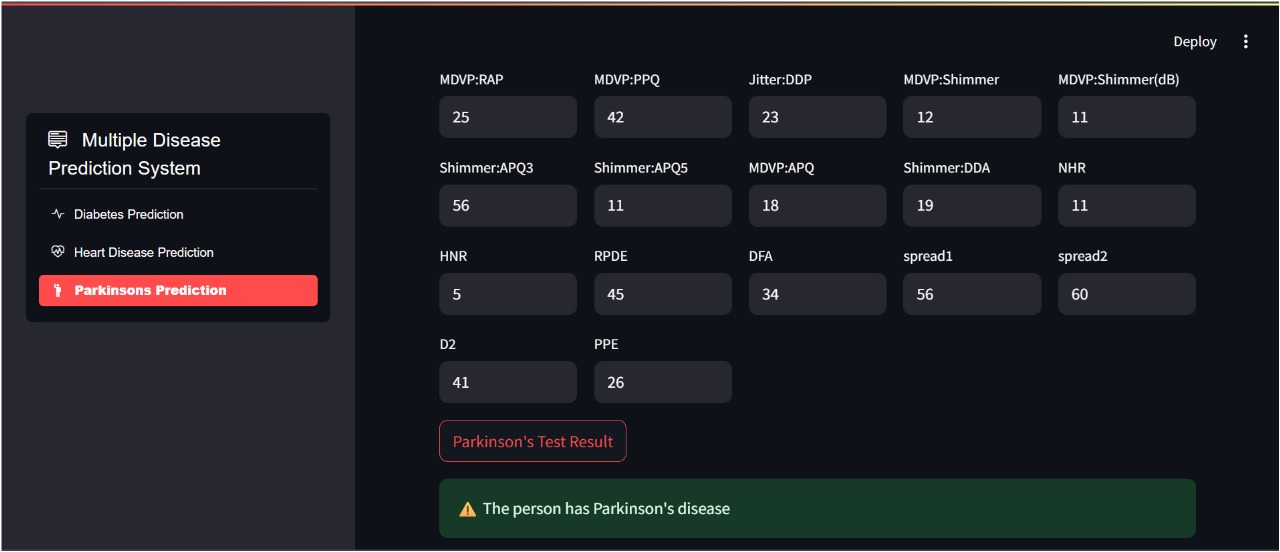 Deploy
Multiple Disease
Prediction System
Diabetes Prediction
Heart Disease Prediction
Parkinsons Prediction
MDVP:RAP MDVP:PPQ Jitter:DDP MDVP:Shimmer MDVP:Shimmer(dB)
25 42 23 12 11
Shimmer:APQ3 Shimmer:APQ5 MDVP:APQ Shimmer:DDA NHR
56 11 18 19 11
HNR RPDE DFA spread1 spread2
5 45 34 56 60
D2 PPE
41 26
Parkinson's Test Result
The person has Parkinson's disease